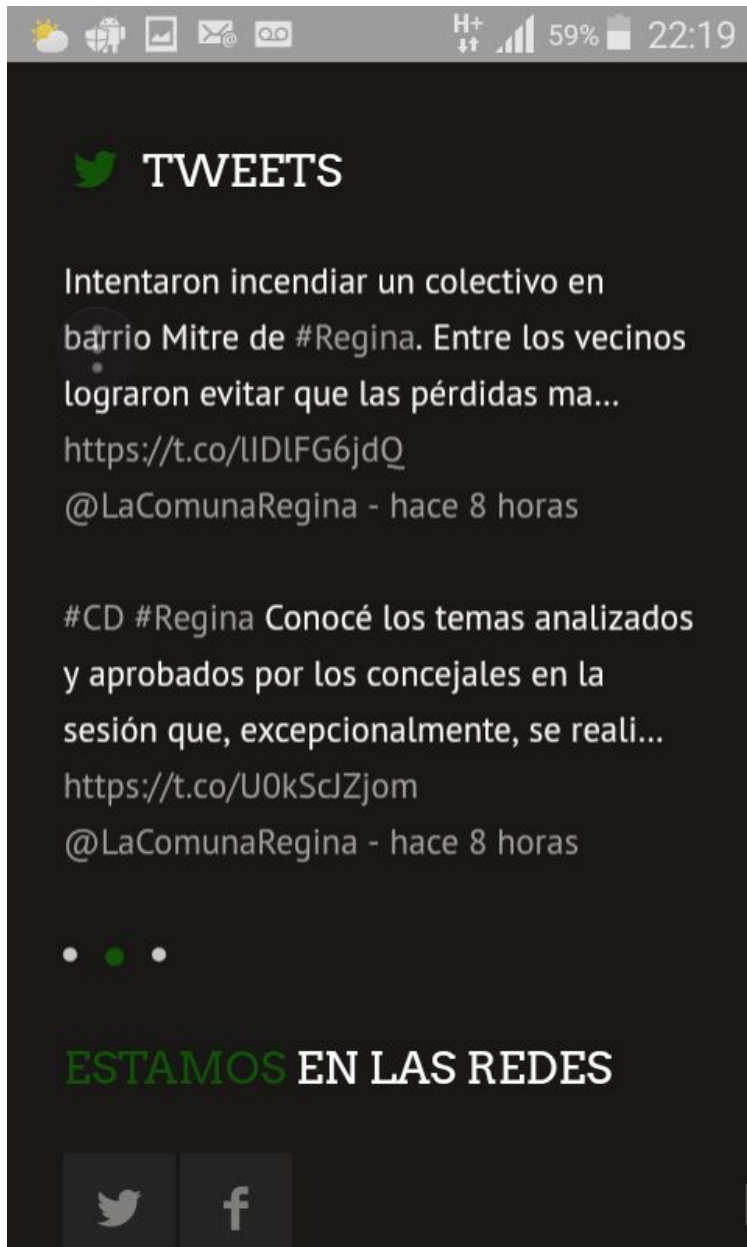 H+ 59% 22:19
TWEETS
Intentaron incendiar un colectivo en
barrio Mitre de #Regina. Entre los vecinos
lograron evitar que las pérdidas ma...
https://t.co/lIDlFG6jdQ
@LaComunaRegina - hace 8 horas
#CD #Regina Conocé los temas analizados
y aprobados por los concejales en la
sesión que, excepcionalmente, se reali...
https://t.co/U0kScJZjom
@LaComunaRegina - hace 8 horas
ESTAMOS EN LAS REDES